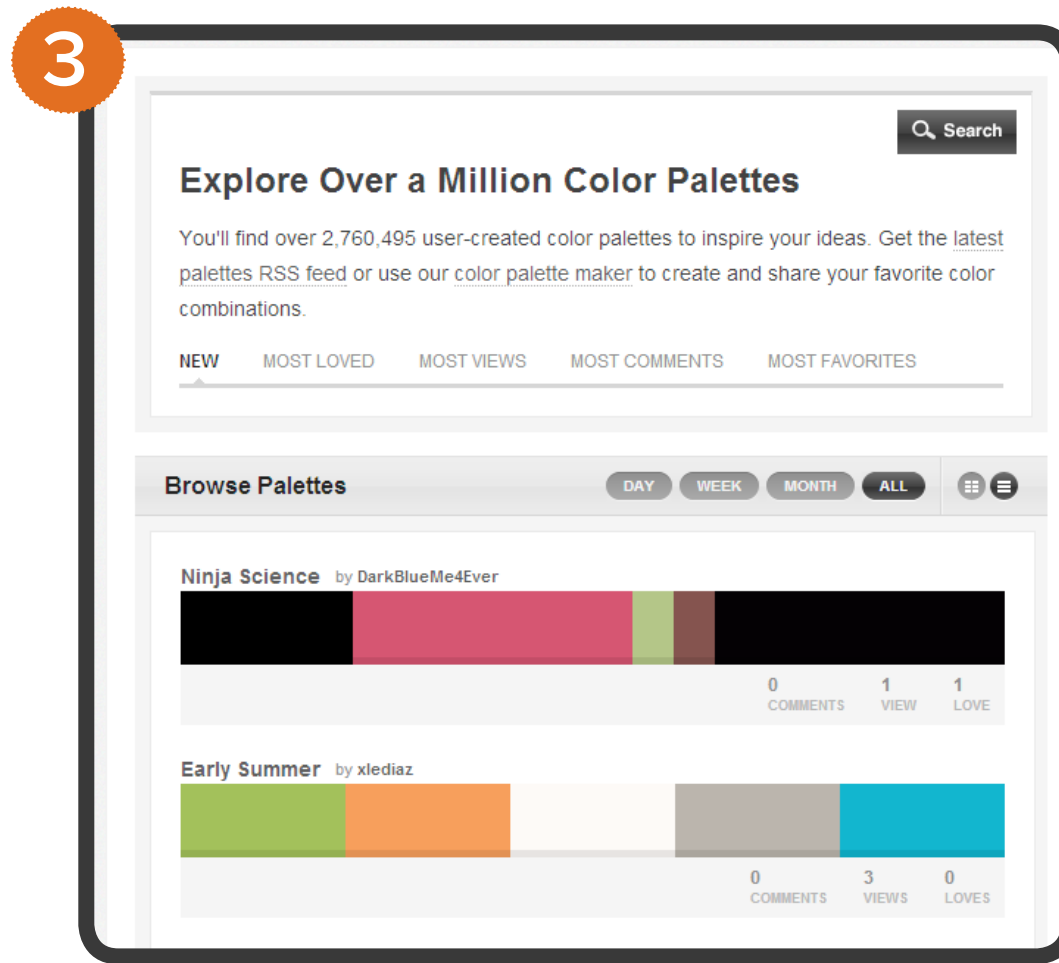 3
Search
Explore Over a Million Color Palettes
You'll find over 2,760,495 user-created color palettes to inspire your ideas. Get the latest
palettes RSS feed or use our color palette maker to create and share your favorite color
combinations.
NEW MOST LOVED MOST VIEWS MOST COMMENTS MOST FAVORITES
Browse Palettes DAY WEEK MONTH ALL
Ninja Science by DarkBlueMe4Ever
0 1 1
COMMENTS VIEW LOVE
Early Summer by xlediaz
0 3 0
COMMENTS VIEWS LOVES